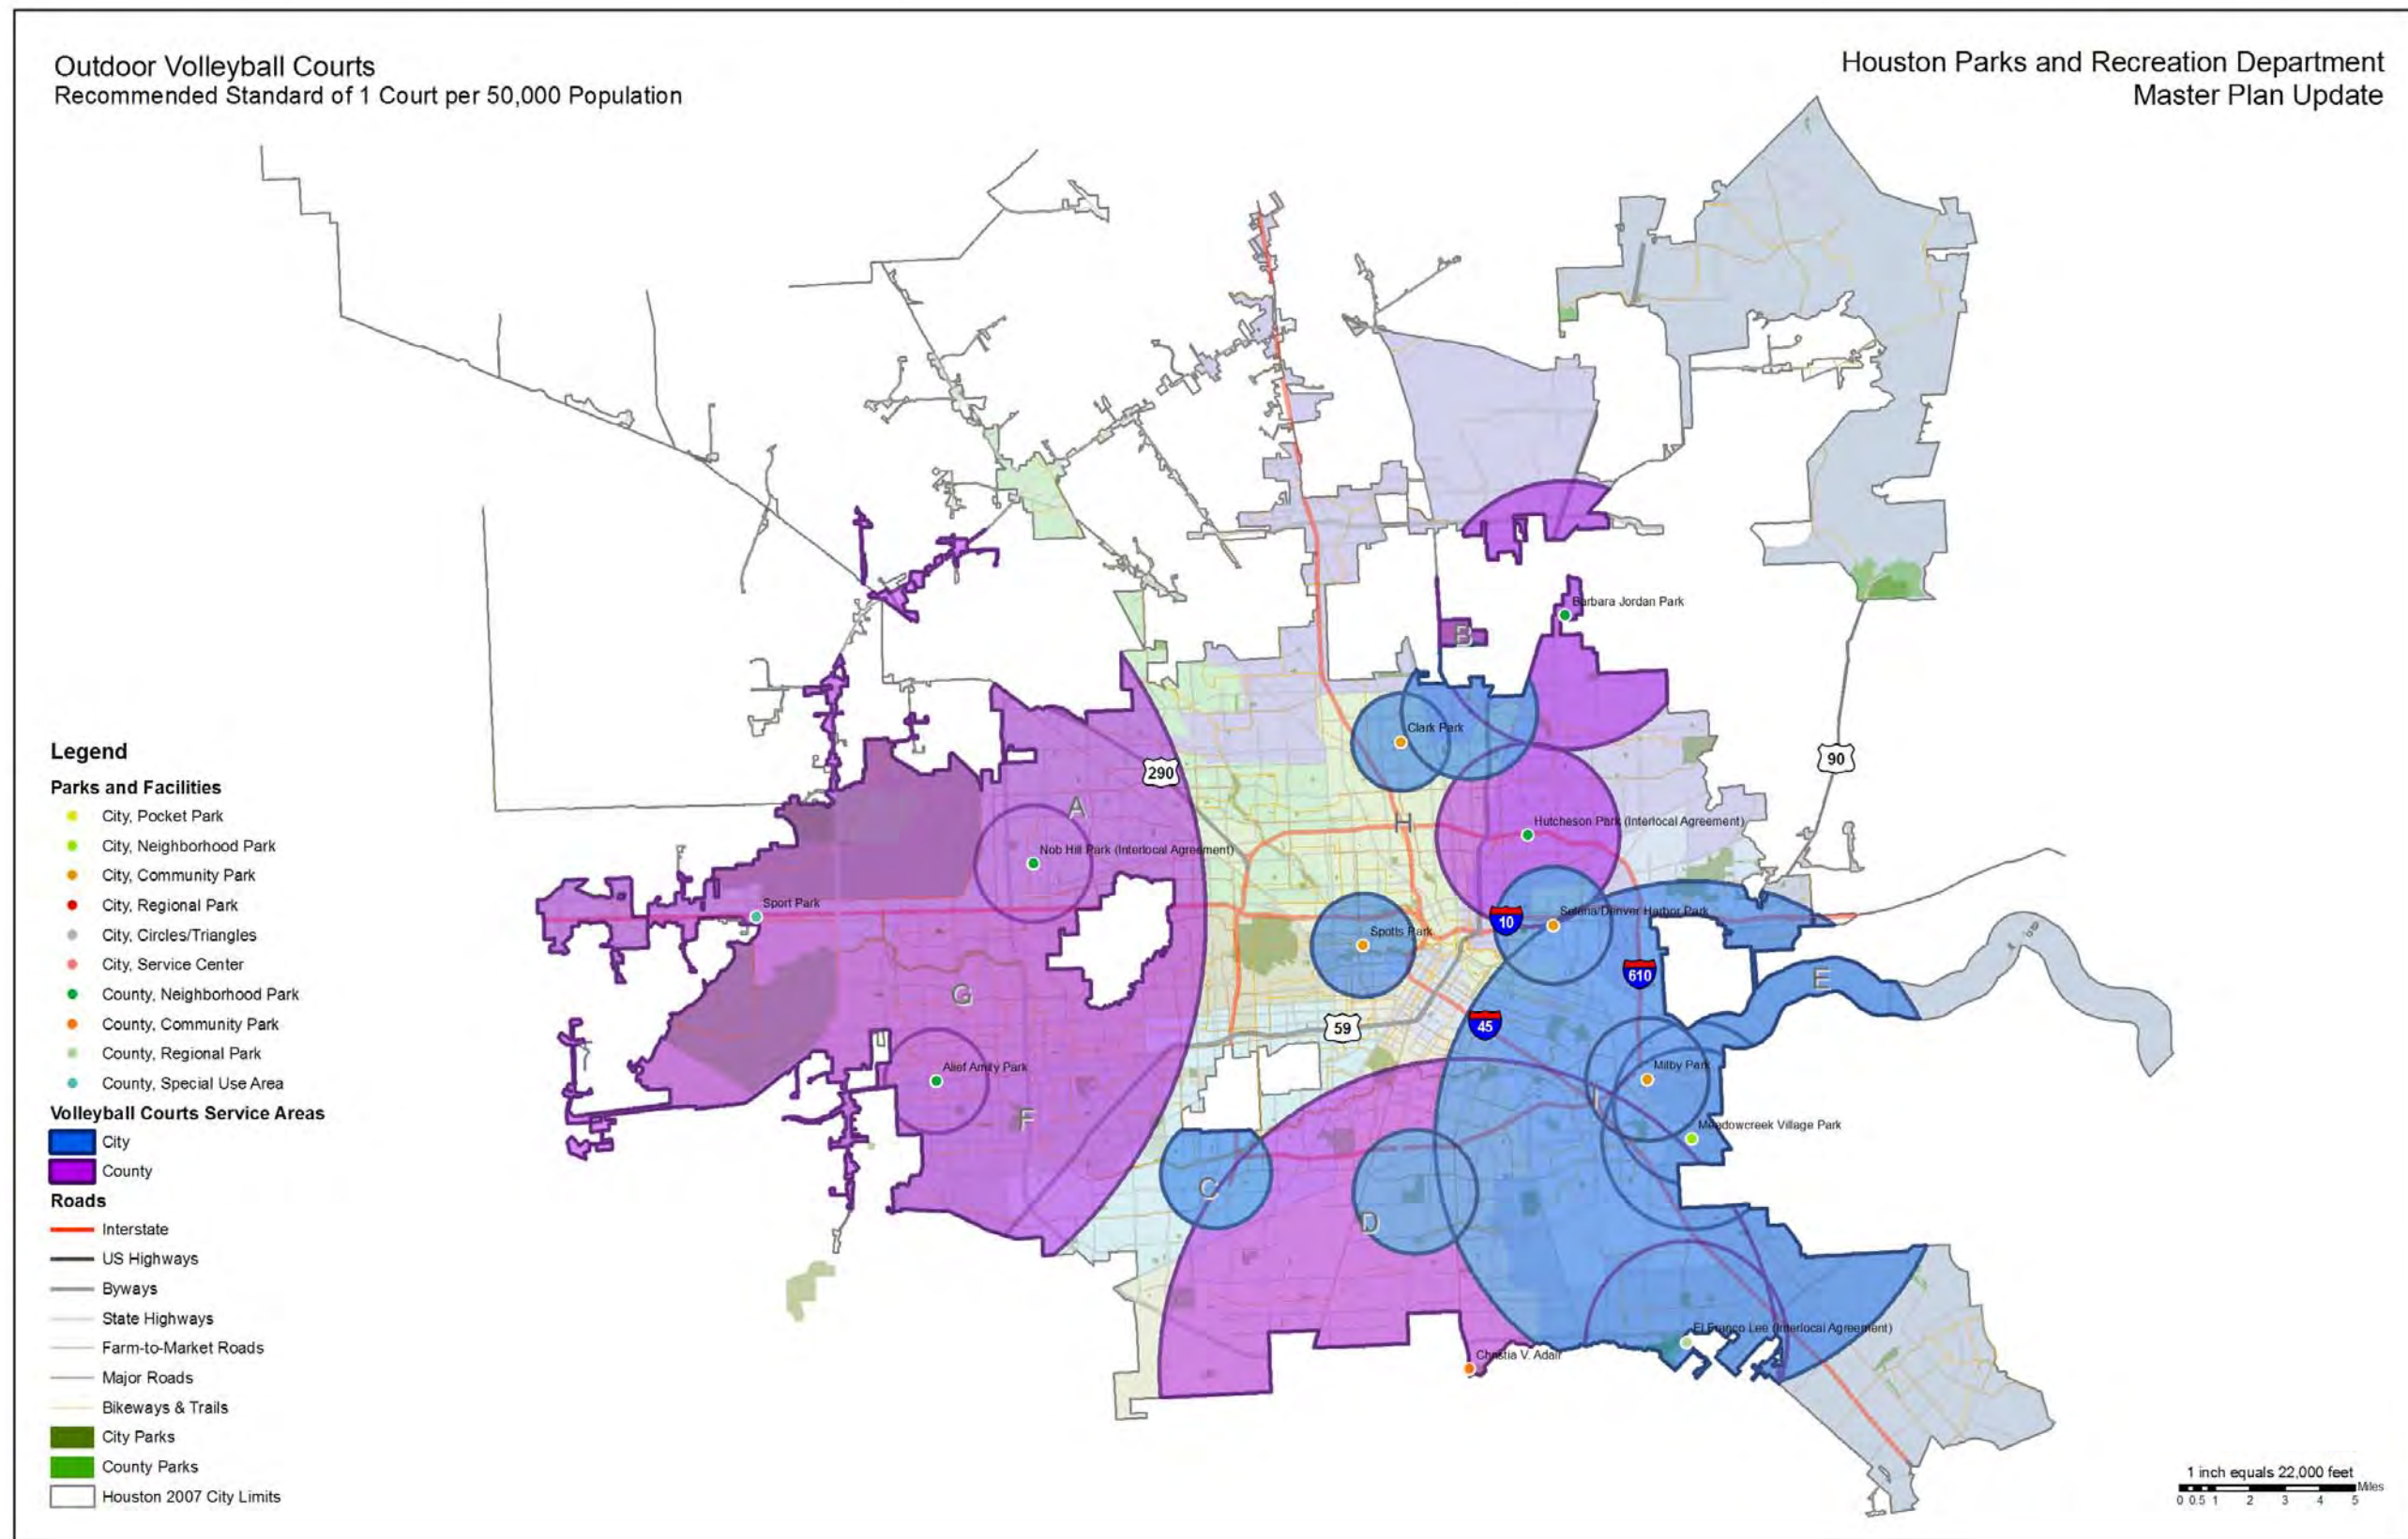 Outdoor Volleyball Courts
Recommended Standard of 1 Court per 50,000 Population
Houston Parks and Recreation Department
Master Plan Update
Barbara Jordan Park
B
Clark Park
290
90
A
H
Hutcheson Park (Interlocal Agreement)
Nob Hill Park (Interlocal Agreement)
Sport Park
Selena/Denver Harbor Park
10
Spotts Park
610
E
G
59
45
Milby Park
Alief Amity Park
I
F
Meadowcreek Village Park
C
D
El Franco Lee (Interlocal Agreement)
Christia V. Adair
Legend
Parks and Facilities
City, Pocket Park
City, Neighborhood Park
City, Community Park
City, Regional Park
City, Circles/Triangles
City, Service Center
County, Neighborhood Park
County, Community Park
County, Regional Park
County, Special Use Area
Volleyball Courts Service Areas
City
County
Roads
Interstate
US Highways
Byways
State Highways
Farm-to-Market Roads
Major Roads
Bikeways & Trails
City Parks
County Parks
Houston 2007 City Limits
1 inch equals 22,000 feet
Miles
0 0.5 1 2 3 4 5